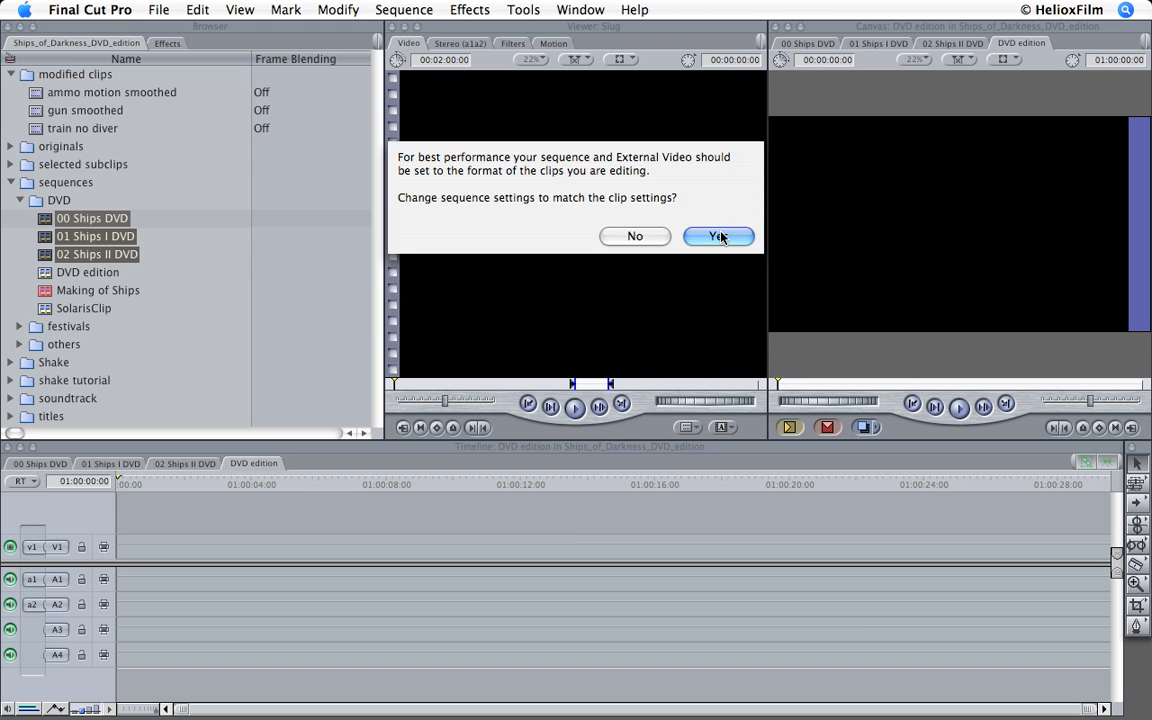 Final Cut Pro File Edit View Mark Modify Sequence Effects Tools Window Help © HelioxFilm
Browser
Ships_of_Darkness_DVD_edition Effects
Name Frame Blending
modified clips
ammo motion smoothed Off
gun smoothed Off
train no diver Off
originals
selected subclips
sequences
DVD
00 Ships DVD
01 Ships I DVD
02 Ships II DVD
DVD edition
Making of Ships
SolarisClip
festivals
others
Shake
shake tutorial
soundtrack
titles
Viewer: Slug
Video Stereo (a1a2) Filters Motion
00:02:00:00 22% 00:00:00:00
For best performance your sequence and External Video should
be set to the format of the clips you are editing.
Change sequence settings to match the clip settings?
No Yes
Canvas: DVD edition in Ships_of_Darkness_DVD_edition
00 Ships DVD 01 Ships I DVD 02 Ships II DVD DVD edition
00:00:00:00 22% 01:00:00:00
Timeline: DVD edition in Ships_of_Darkness_DVD_edition
00 Ships DVD 01 Ships I DVD 02 Ships II DVD DVD edition
RT 01:00:00:00 :00:00 01:00:04:00 01:00:08:00 01:00:12:00 01:00:16:00 01:00:20:00 01:00:24:00 01:00:28:00
v1 V1
a1 A1
a2 A2
A3
A4